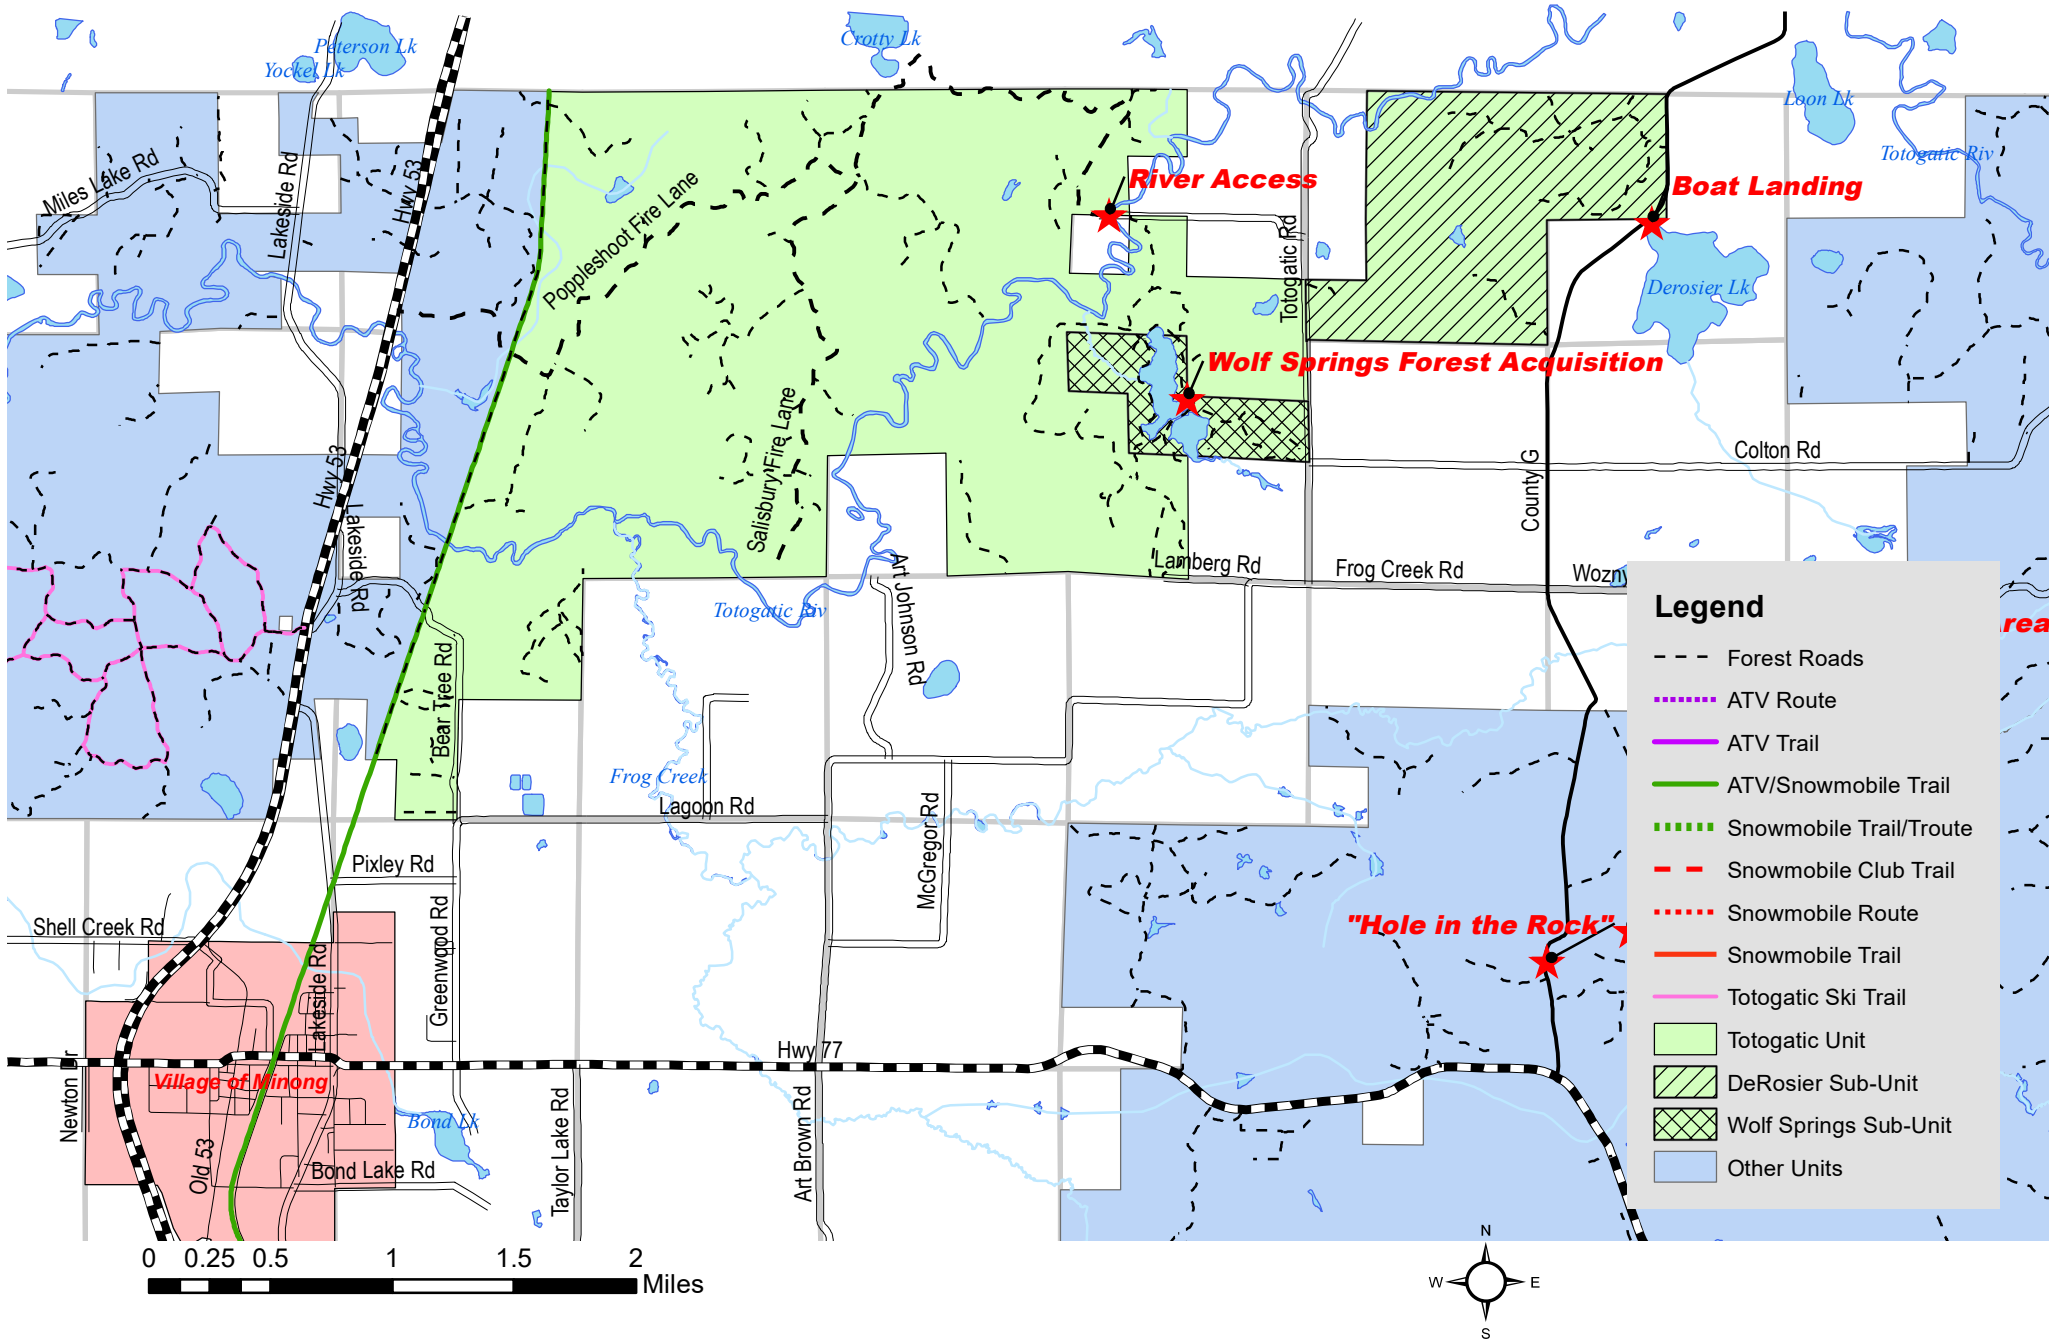 Peterson Lk
Yockel Lk
Crotty Lk
Loon Lk
Totogatic Riv
Miles Lake Rd
Lakeside Rd
Hwy 53
Poppleshoot Fire Lane
River Access
Totogatic Rd
Boat Landing
Derosier Lk
Wolf Springs Forest Acquisition
Salisbury Fire Lane
Hwy 53
Lakeside Rd
County G
Colton Rd
Lamberg Rd
Frog Creek Rd
Wozny
Totogatic Riv
Art Johnson Rd
Bear Tree Rd
Frog Creek
Lagoon Rd
McGregor Rd
Pixley Rd
Shell Creek Rd
Greenwood Rd
Lakeside Rd
"Hole in the Rock"
Hwy 77
Newton Dr
Village of Minong
Bond Lk
Old 53
Bond Lake Rd
Taylor Lake Rd
Art Brown Rd
Legend
Forest Roads
ATV Route
ATV Trail
ATV/Snowmobile Trail
Snowmobile Trail/Troute
Snowmobile Club Trail
Snowmobile Route
Snowmobile Trail
Totogatic Ski Trail
Totogatic Unit
DeRosier Sub-Unit
Wolf Springs Sub-Unit
Other Units
0 0.25 0.5 1 1.5 2
Miles
N
W E
S